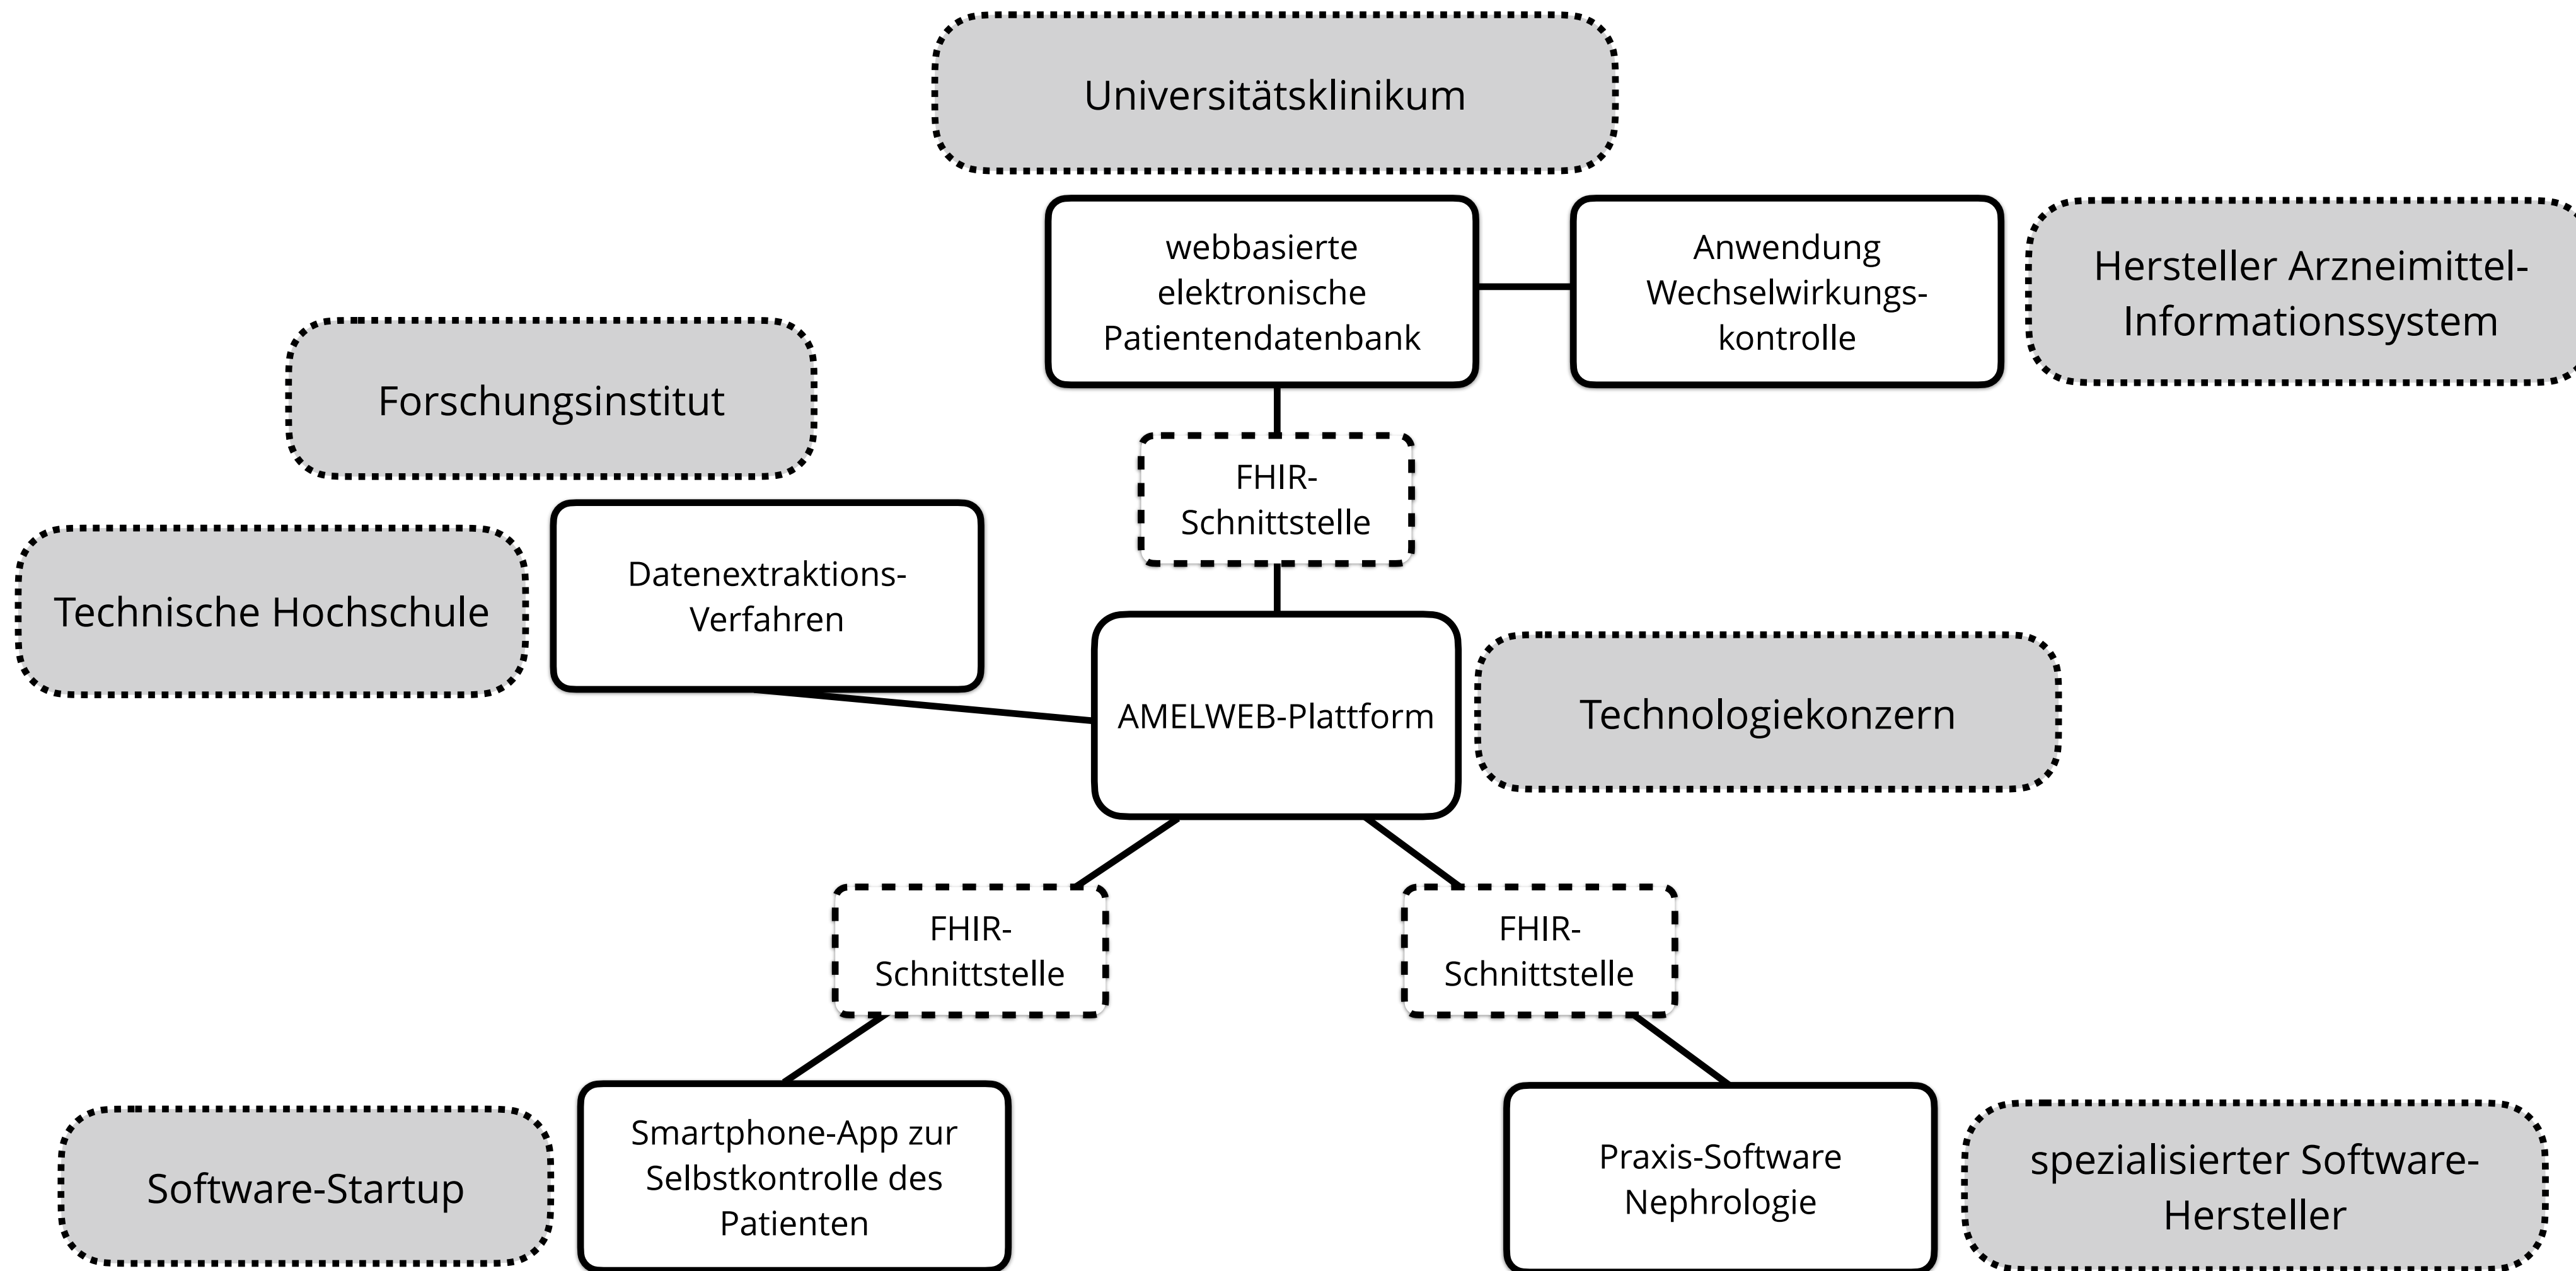 Universitätsklinikum
webbasierte
elektronische
Patientendatenbank
Anwendung
Wechselwirkungs-
kontrolle
Hersteller Arzneimittel-
Informationssystem
Forschungsinstitut
FHIR-
Schnittstelle
Technische Hochschule
Datenextraktions-
Verfahren
AMELWEB-Plattform
Technologiekonzern
FHIR-
Schnittstelle
FHIR-
Schnittstelle
Software-Startup
Smartphone-App zur
Selbstkontrolle des
Patienten
Praxis-Software
Nephrologie
spezialisierter Software-
Hersteller